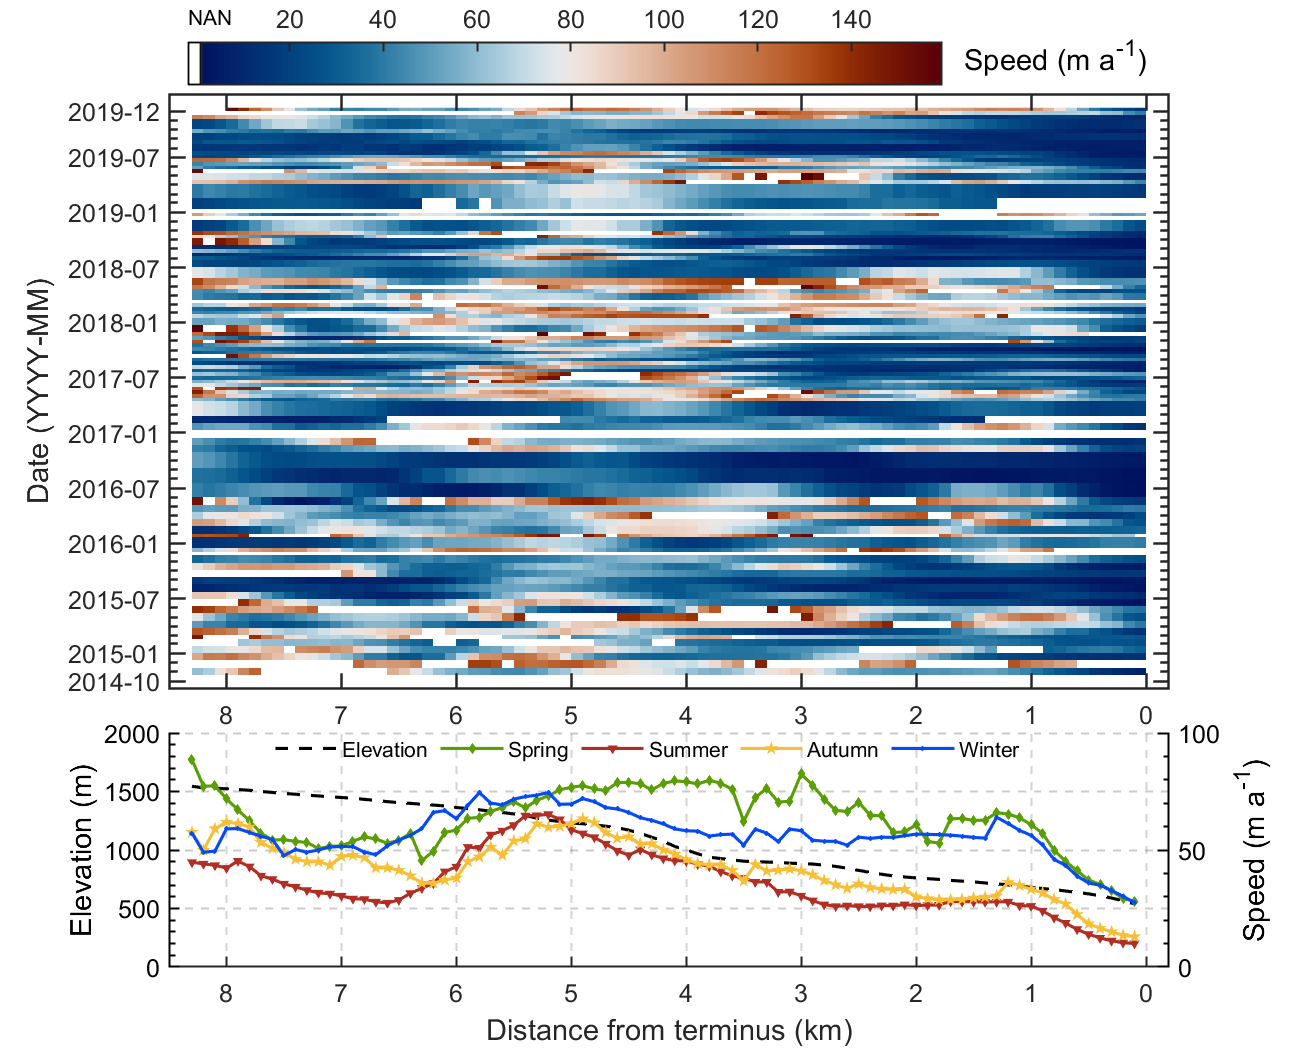 NAN 20 40 60 80 100 120 140
Speed (m a-1)
Date (YYYY-MM)
2019-12
2019-07
2019-01
2018-07
2018-01
2017-07
2017-01
2016-07
2016-01
2015-07
2015-01
2014-10
8 7 6 5 4 3 2 1 0
Elevation (m)
2000
1500
1000
500
0
Elevation Spring Summer Autumn Winter
100
50
0
Speed (m a-1)
8 7 6 5 4 3 2 1 0
Distance from terminus (km)